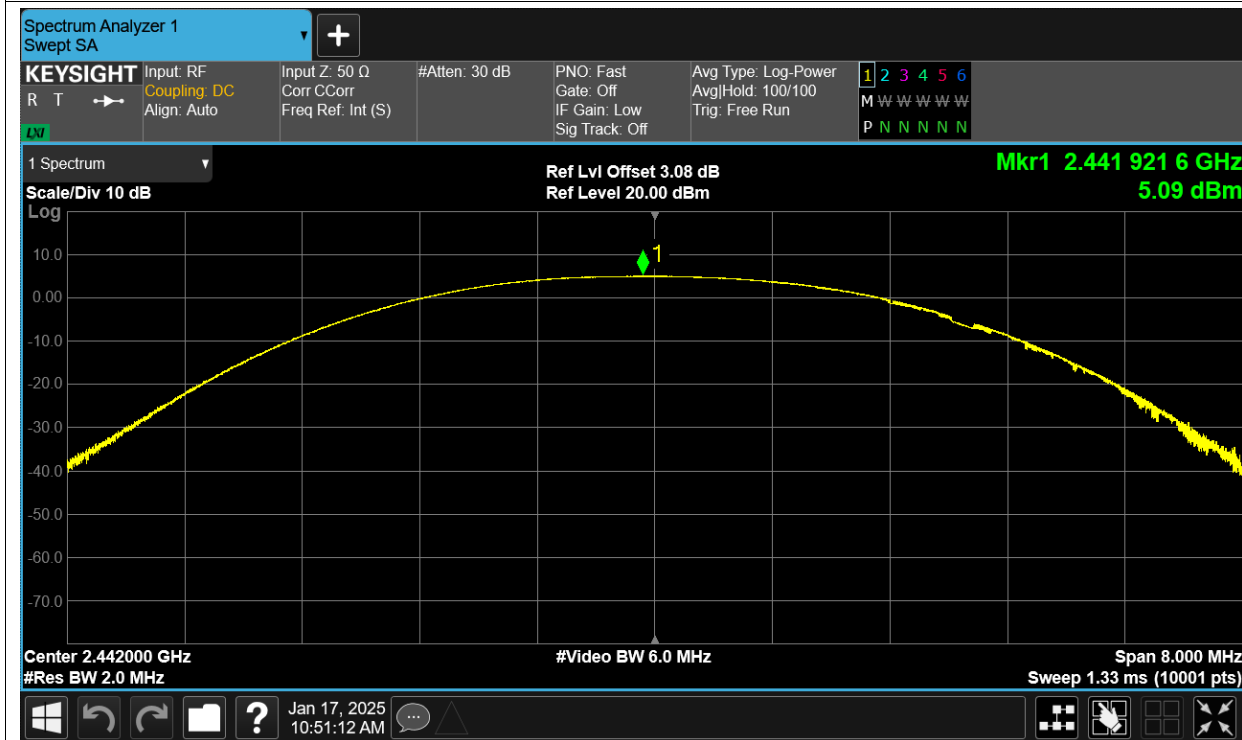 Spectrum Analyzer 1
Swept SA
KEYSIGHT
R T
LXI
Input: RF
Coupling: DC
Align: Auto
Input Z: 50 Ω
Corr CCorr
Freq Ref: Int (S)
#Atten: 30 dB
PNO: Fast
Gate: Off
IF Gain: Low
Sig Track: Off
Avg Type: Log-Power
Avg|Hold: 100/100
Trig: Free Run
1 2 3 4 5 6
M W W W W W
P N N N N N
1 Spectrum
Scale/Div 10 dB
Log
Ref Lvl Offset 3.08 dB
Ref Level 20.00 dBm
Mkr1 2.441 921 6 GHz
5.09 dBm
1
10.0
0.00
-10.0
-20.0
-30.0
-40.0
-50.0
-60.0
-70.0
Center 2.442000 GHz
#Res BW 2.0 MHz
#Video BW 6.0 MHz
Span 8.000 MHz
Sweep 1.33 ms (10001 pts)
?
Jan 17, 2025
10:51:12 AM